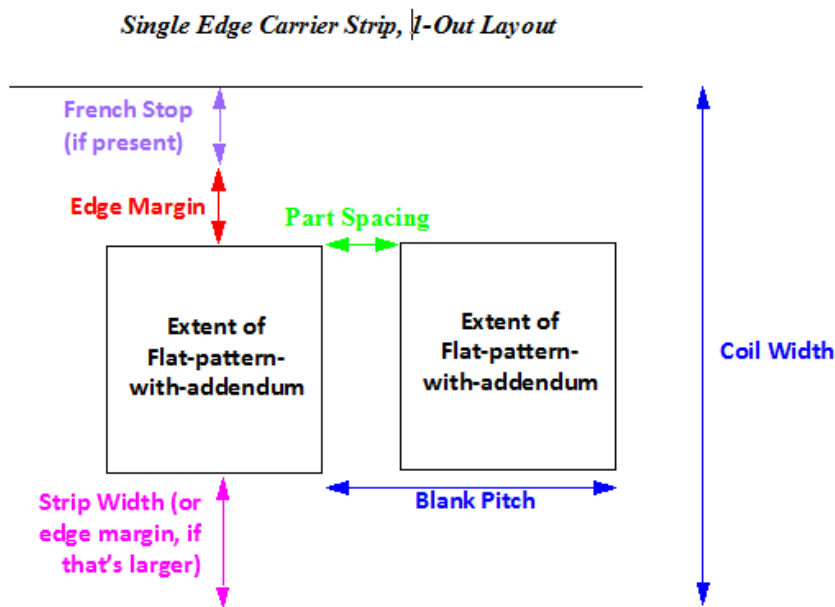 Single Edge Carrier Strip, 1-Out Layout
French Stop
(if present)
Edge Margin
Part Spacing
Extent of
Flat-pattern-
with-addendum
Extent of
Flat-pattern-
with-addendum
Coil Width
Strip Width (or
edge margin, if
that's larger)
Blank Pitch